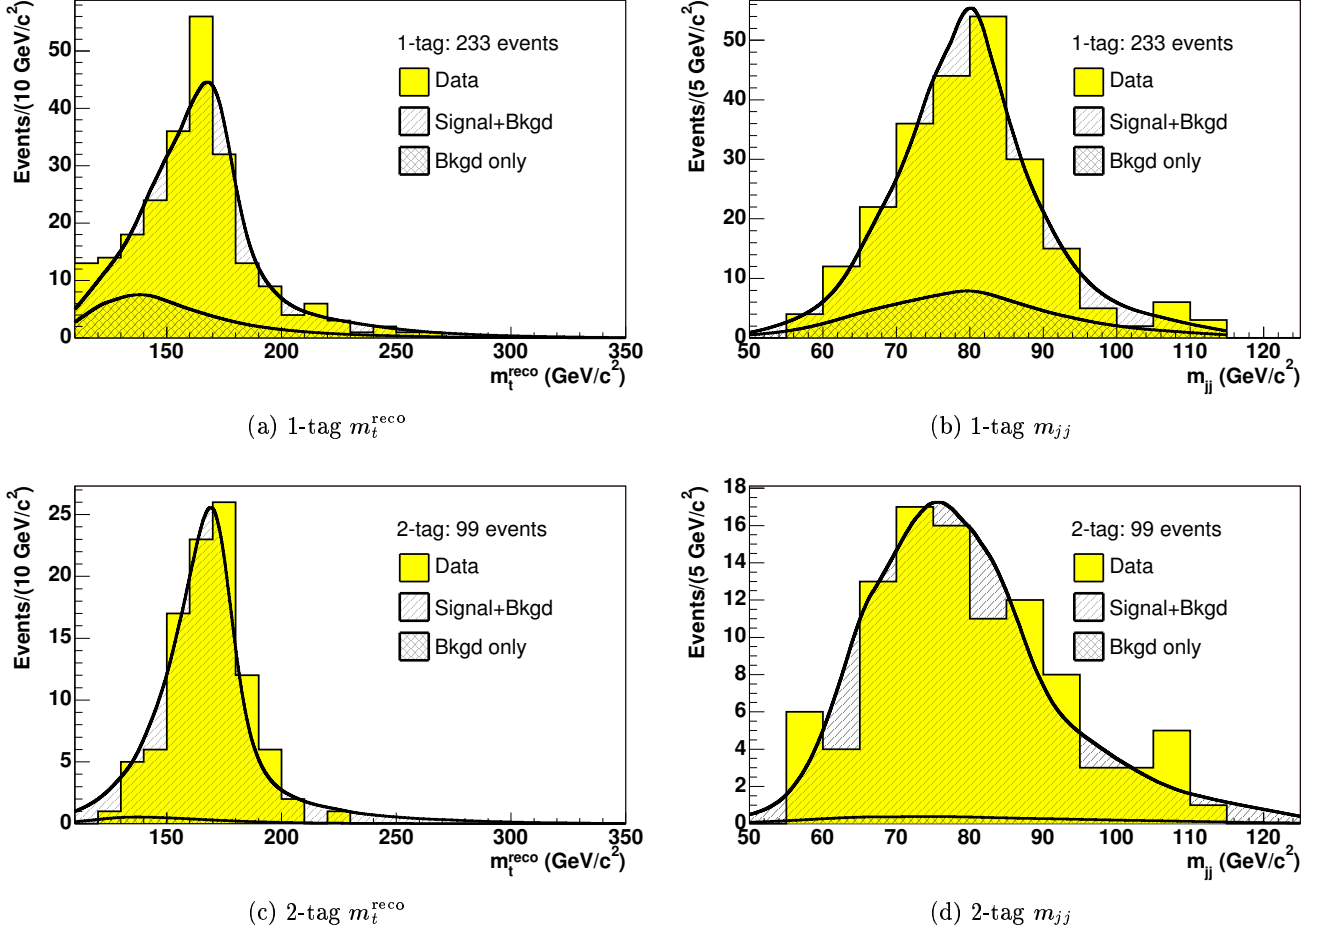 Events/(10 GeV/c²)
50
40
30
20
10
0
1-tag: 233 events
Data
Signal+Bkgd
Bkgd only
150 200 250 300 350
m_t^reco (GeV/c²)
(a) 1-tag m_t^reco
Events/(5 GeV/c²)
50
40
30
20
10
0
1-tag: 233 events
Data
Signal+Bkgd
Bkgd only
50 60 70 80 90 100 110 120
m_jj (GeV/c²)
(b) 1-tag m_jj
Events/(10 GeV/c²)
25
20
15
10
5
0
2-tag: 99 events
Data
Signal+Bkgd
Bkgd only
150 200 250 300 350
m_t^reco (GeV/c²)
(c) 2-tag m_t^reco
Events/(5 GeV/c²)
18
16
14
12
10
8
6
4
2
0
2-tag: 99 events
Data
Signal+Bkgd
Bkgd only
50 60 70 80 90 100 110 120
m_jj (GeV/c²)
(d) 2-tag m_jj